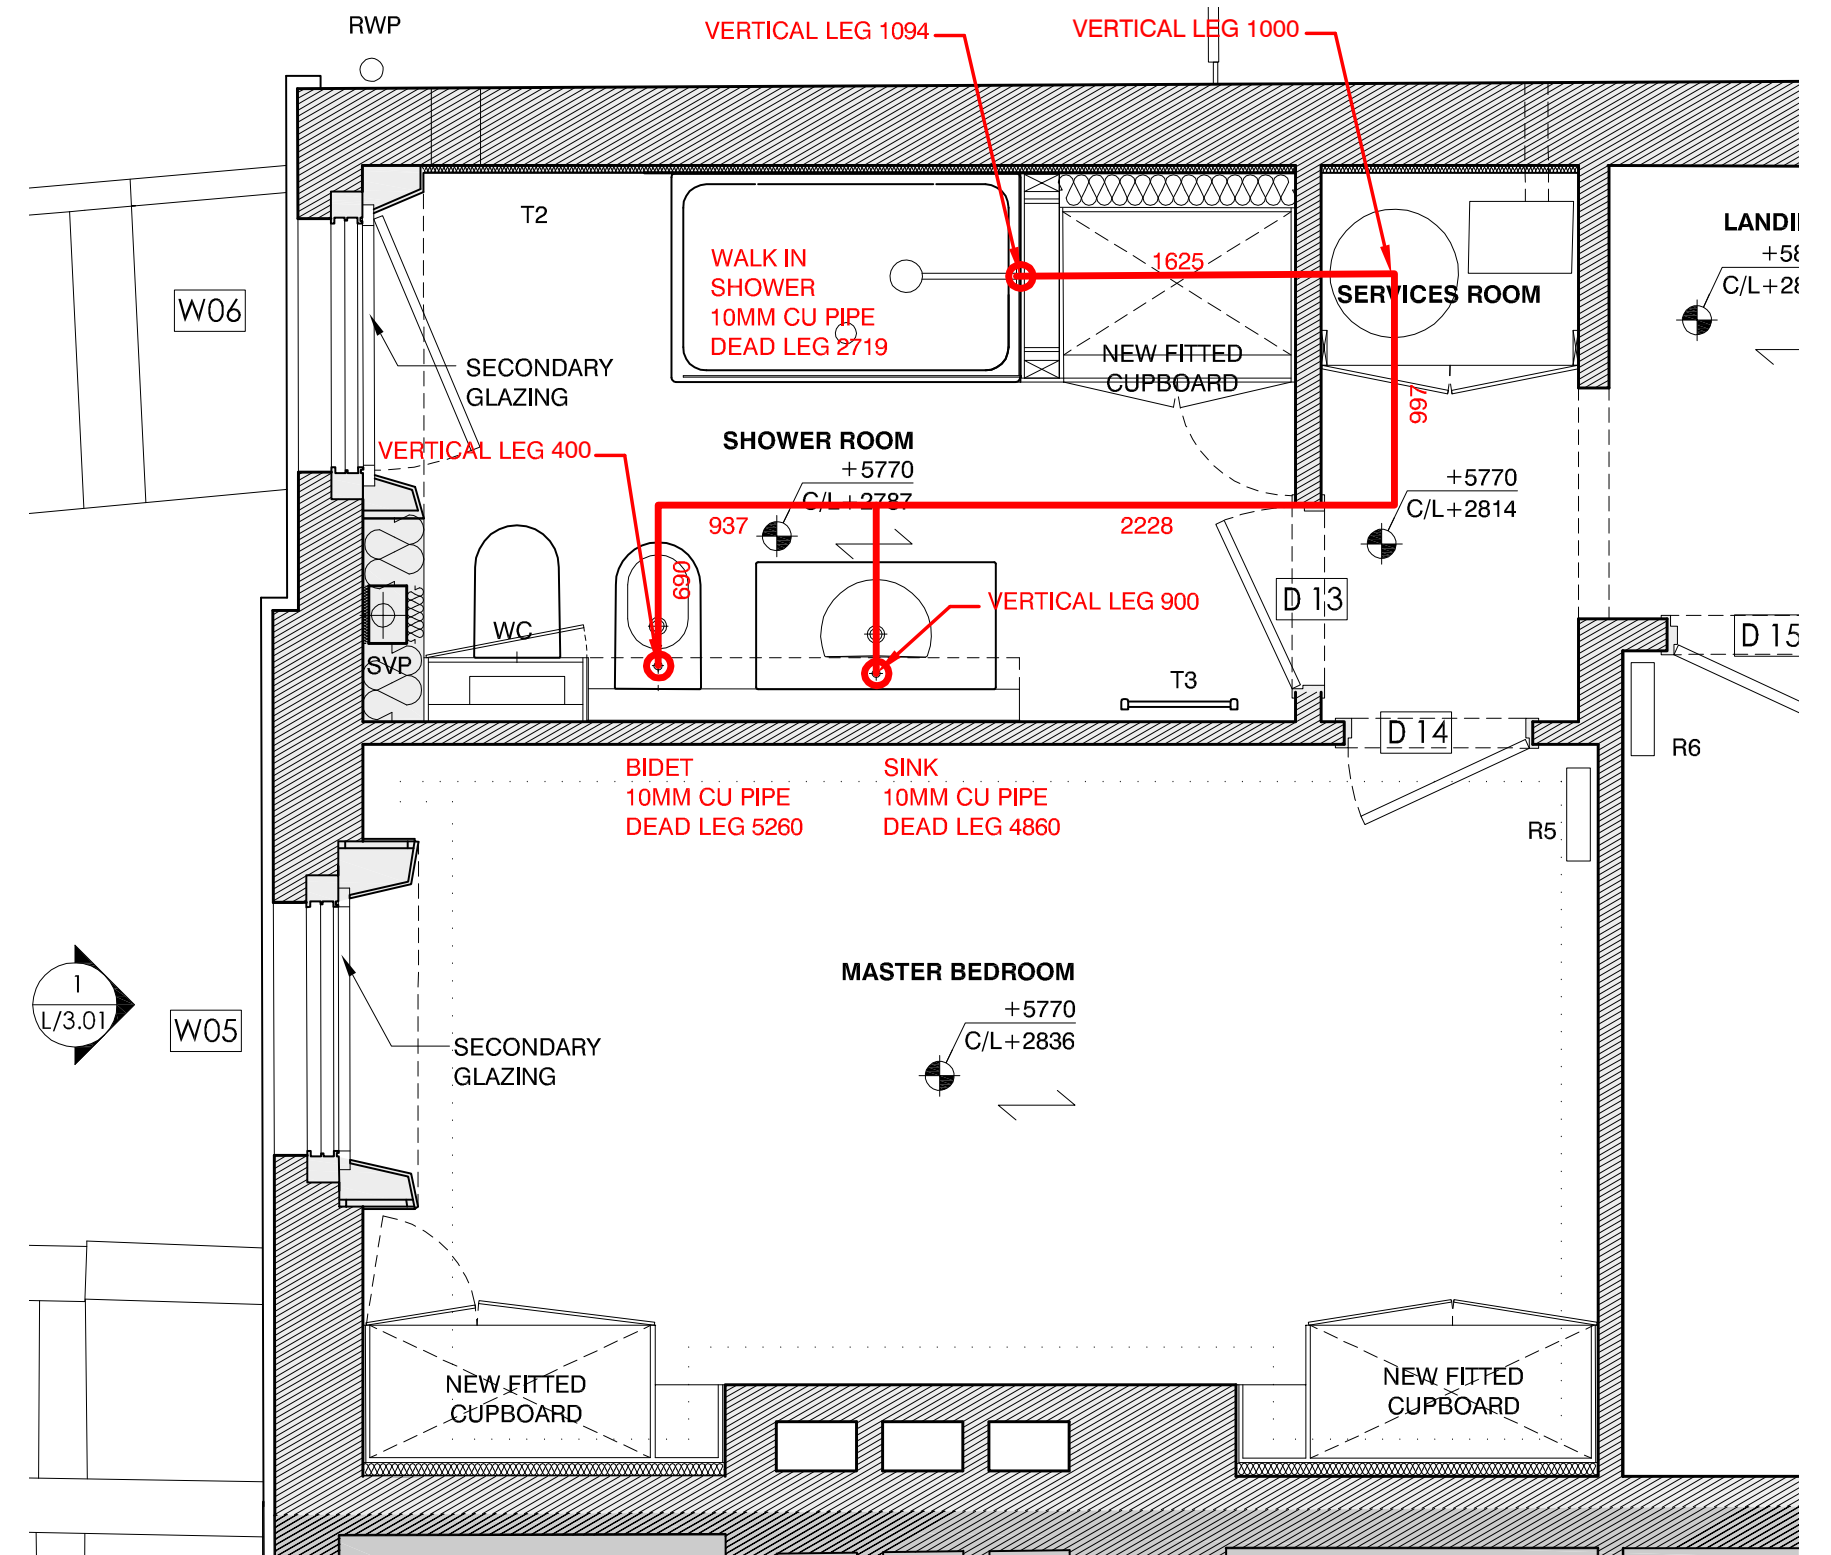 RWP
VERTICAL LEG 1094
VERTICAL LEG 1000
T2
W06
WALK IN
SHOWER
10MM CU PIPE
DEAD LEG 2719
1625
SERVICES ROOM
+58
C/L+28
SECONDARY
GLAZING
NEW FITTED
CUPBOARD
997
VERTICAL LEG 400
SHOWER ROOM
+5770
C/L+2787
+5770
C/L+2814
937
2228
690
VERTICAL LEG 900
D 13
WC
SVP
T3
D 14
D 15
R6
BIDET
10MM CU PIPE
DEAD LEG 5260
SINK
10MM CU PIPE
DEAD LEG 4860
R5
MASTER BEDROOM
+5770
C/L+2836
1
L/3.01
W05
SECONDARY
GLAZING
NEW FITTED
CUPBOARD
NEW FITTED
CUPBOARD